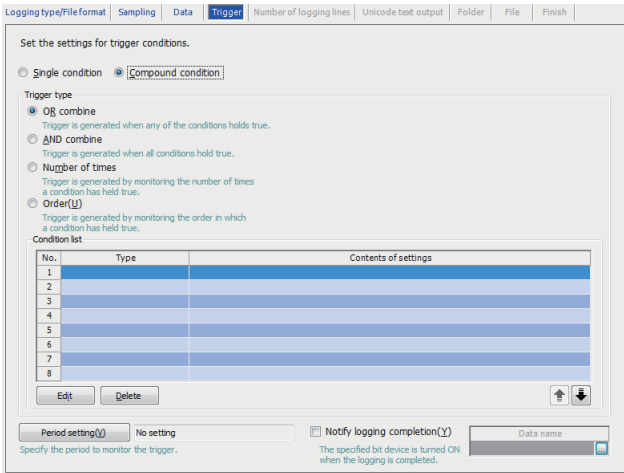 Logging type/File format Sampling Data Trigger Number of logging lines Unicode text output Folder File Finish
Set the settings for trigger conditions.
Single condition Compound condition
Trigger type
OR combine
Trigger is generated when any of the conditions holds true.
AND combine
Trigger is generated when all conditions hold true.
Number of times
Trigger is generated by monitoring the number of times
a condition has held true.
Order(U)
Trigger is generated by monitoring the order in which
a condition has held true.
Condition list
No. Type Contents of settings
1
2
3
4
5
6
7
8
Edit Delete
Period setting(V) No setting Notify logging completion(Y) Data name
Specify the period to monitor the trigger. The specified bit device is turned ON
when the logging is completed. ...